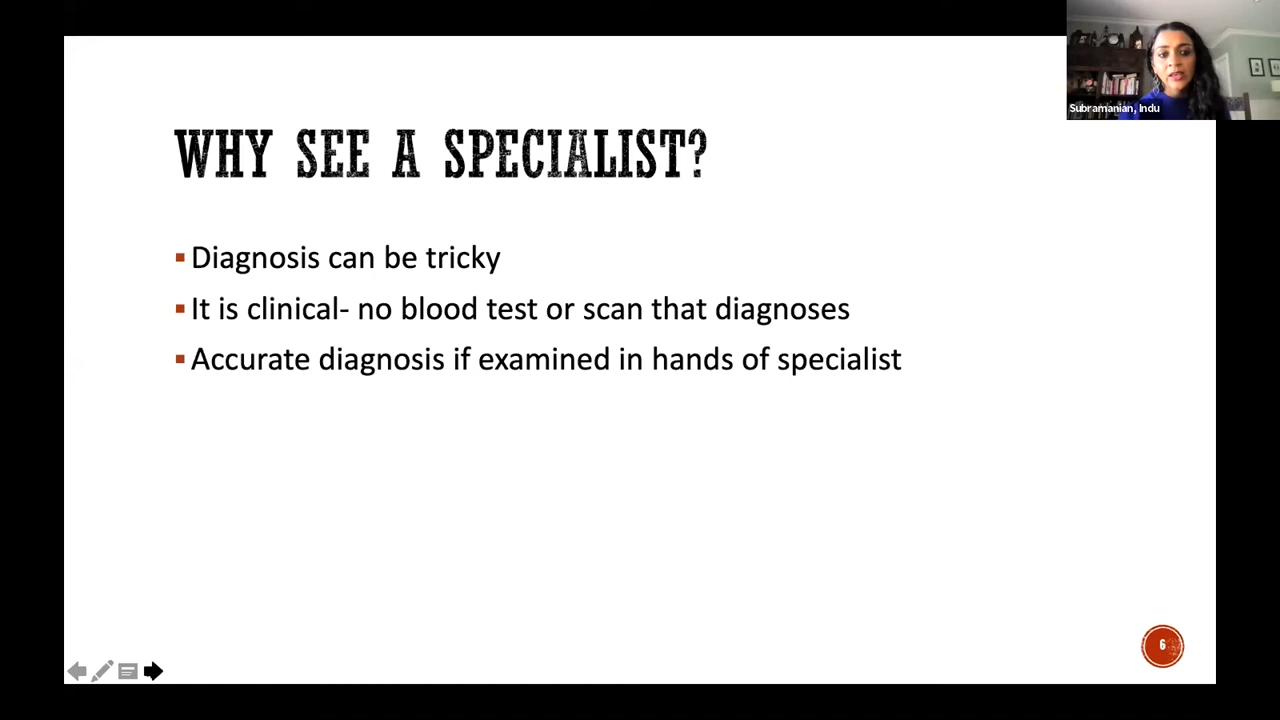 Subramanian, Indu
WHY SEE A SPECIALIST?
Diagnosis can be tricky
It is clinical- no blood test or scan that diagnoses
Accurate diagnosis if examined in hands of specialist
6